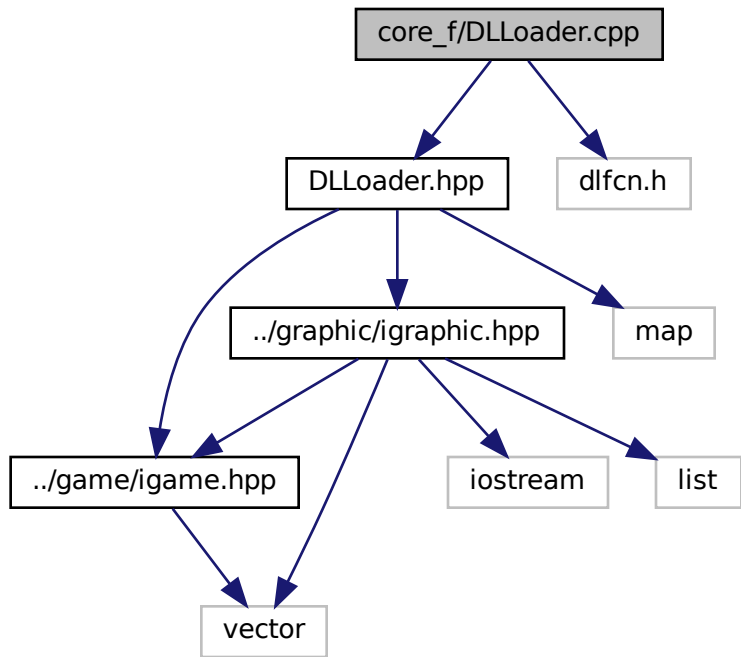 core_f/DLLoader.cpp
DLLoader.hpp
dlfcn.h
../graphic/igraphic.hpp
map
../game/igame.hpp
iostream
list
vector